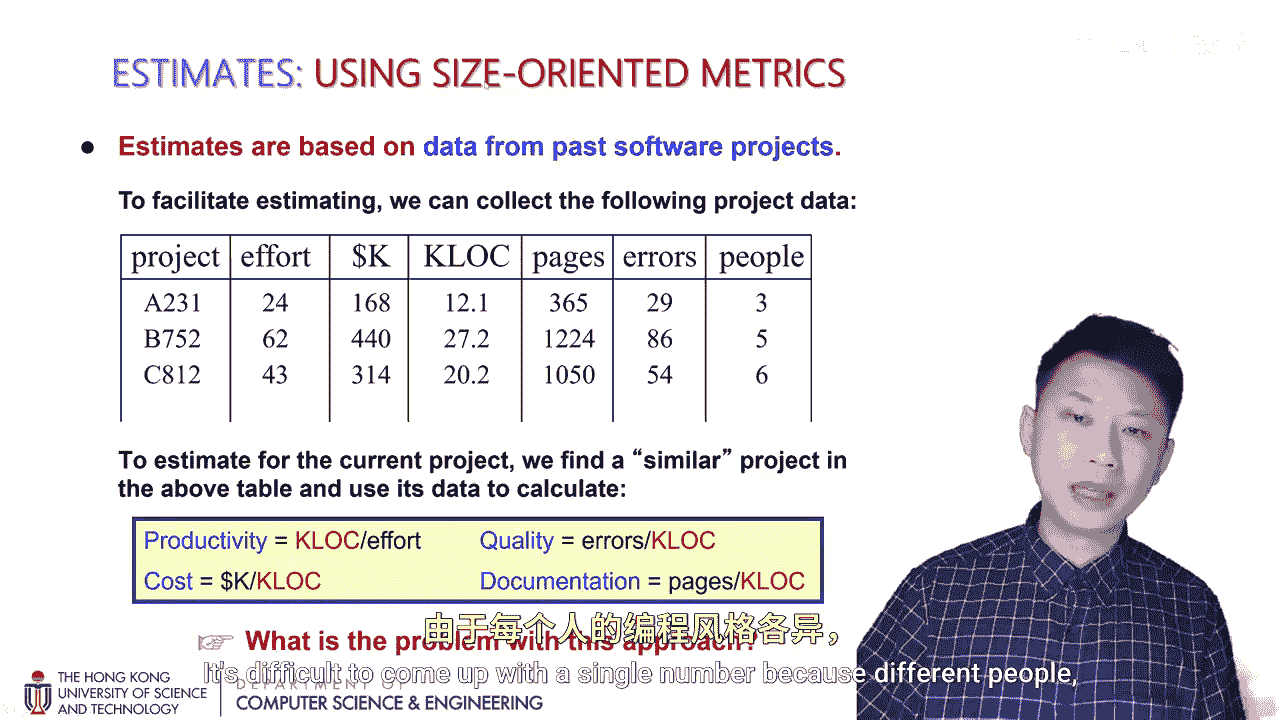 ESTIMATES: USING SIZE-ORIENTED METRICS
● Estimates are based on data from past software projects.
To facilitate estimating, we can collect the following project data:
project effort $K KLOC pages errors people
A231 24 168 12.1 365 29 3
B752 62 440 27.2 1224 86 5
C812 43 314 20.2 1050 54 6
To estimate for the current project, we find a “similar” project in
the above table and use its data to calculate:
Productivity = KLOC/effort Quality = errors/KLOC
Cost = $K/KLOC Documentation = pages/KLOC
由于每个人的编程风格各异，
☞ What is the problem with this approach?
It's difficult to come up with a single number because different people,
THE HONG KONG
UNIVERSITY OF SCIENCE
AND TECHNOLOGY
DEPARTMENT OF
COMPUTER SCIENCE & ENGINEERING